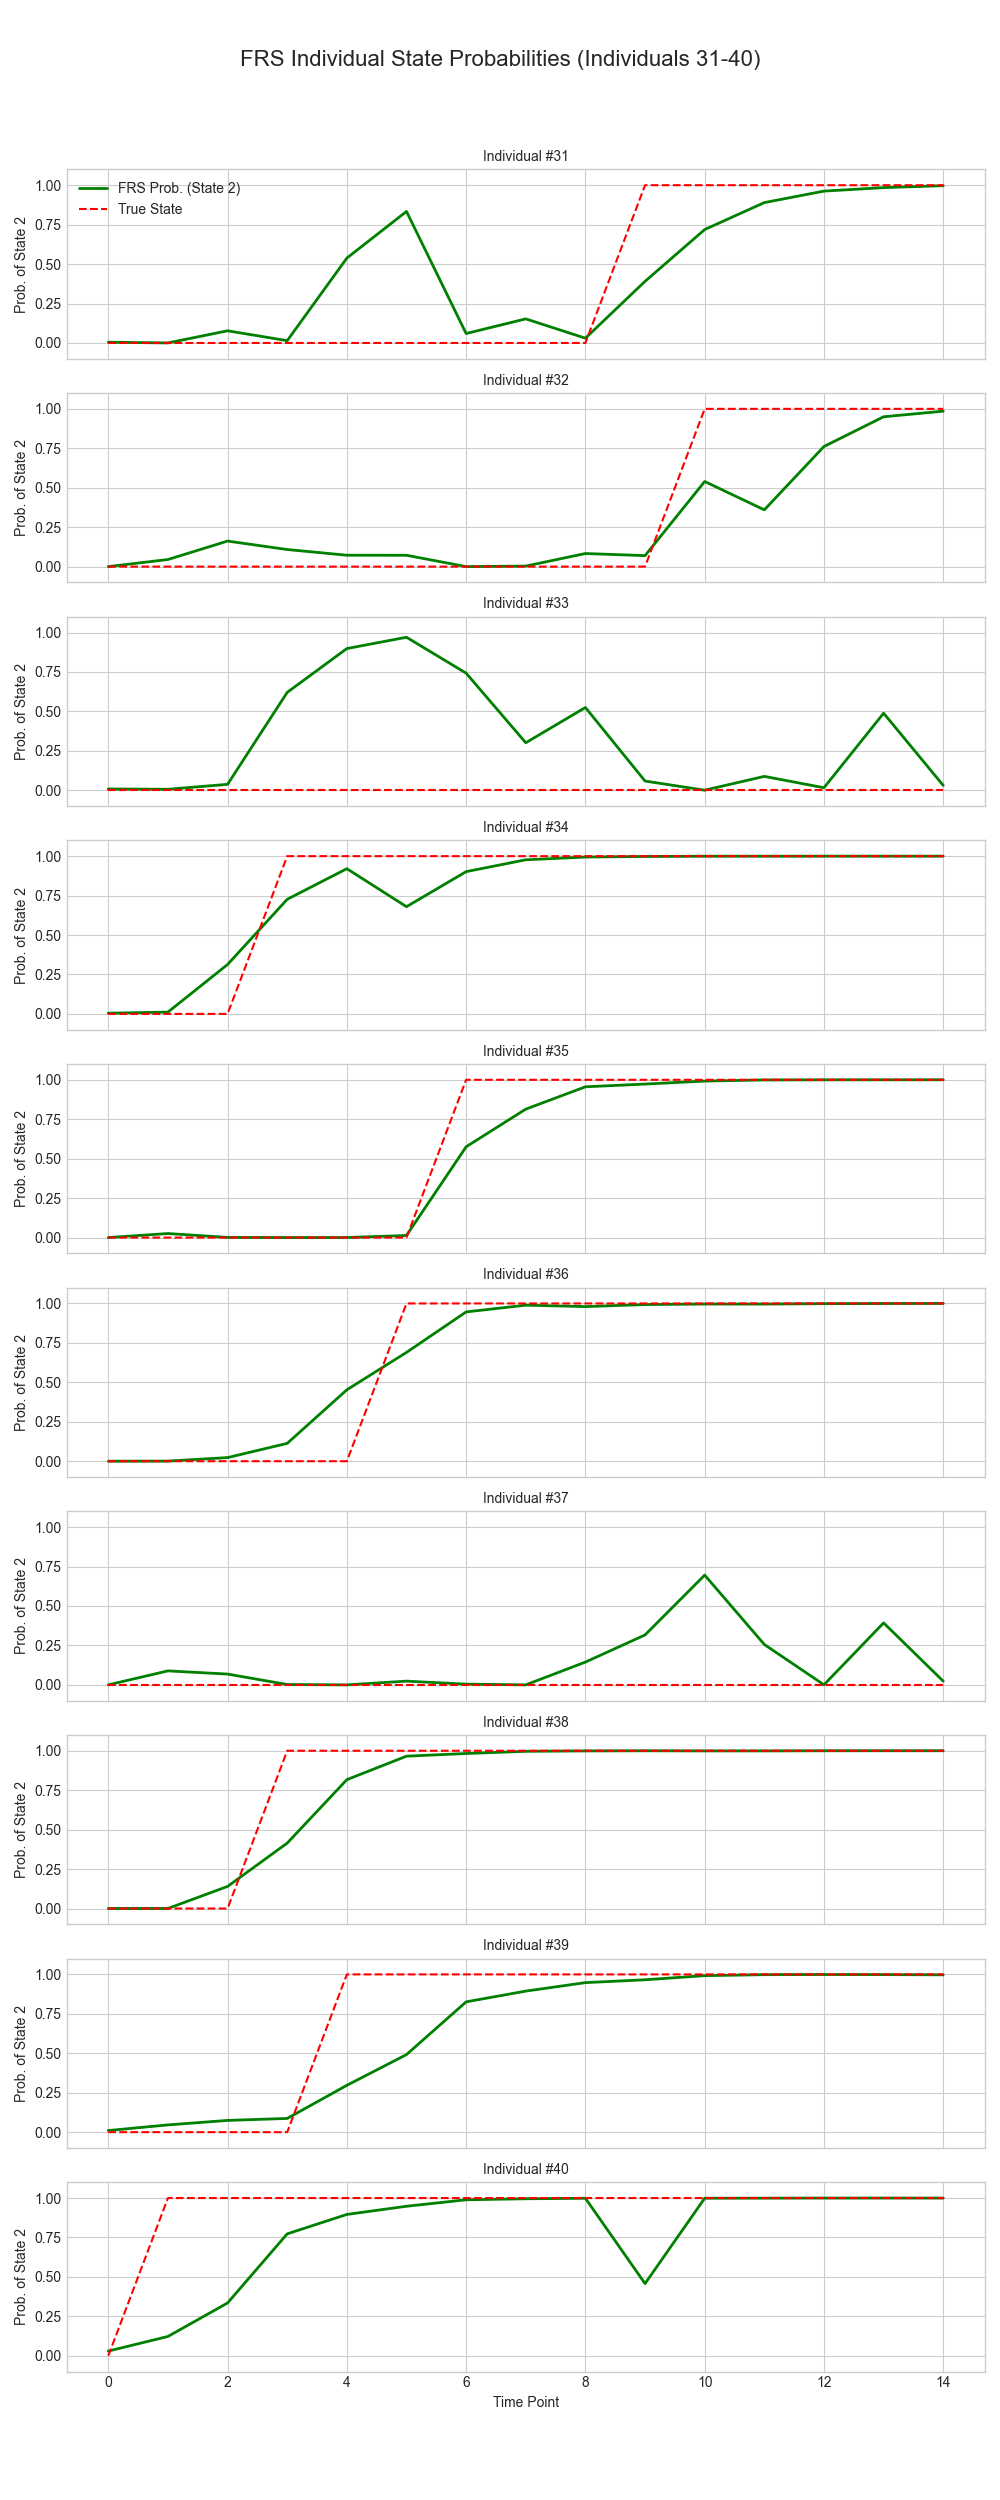 FRS Individual State Probabilities (Individuals 31-40)
Individual #31
FRS Prob. (State 2)
True State
Prob. of State 2
1.00
0.75
0.50
0.25
0.00
Individual #32
Prob. of State 2
1.00
0.75
0.50
0.25
0.00
Individual #33
Prob. of State 2
1.00
0.75
0.50
0.25
0.00
Individual #34
Prob. of State 2
1.00
0.75
0.50
0.25
0.00
Individual #35
Prob. of State 2
1.00
0.75
0.50
0.25
0.00
Individual #36
Prob. of State 2
1.00
0.75
0.50
0.25
0.00
Individual #37
Prob. of State 2
1.00
0.75
0.50
0.25
0.00
Individual #38
Prob. of State 2
1.00
0.75
0.50
0.25
0.00
Individual #39
Prob. of State 2
1.00
0.75
0.50
0.25
0.00
Individual #40
Prob. of State 2
1.00
0.75
0.50
0.25
0.00
0 2 4 6 8 10 12 14
Time Point